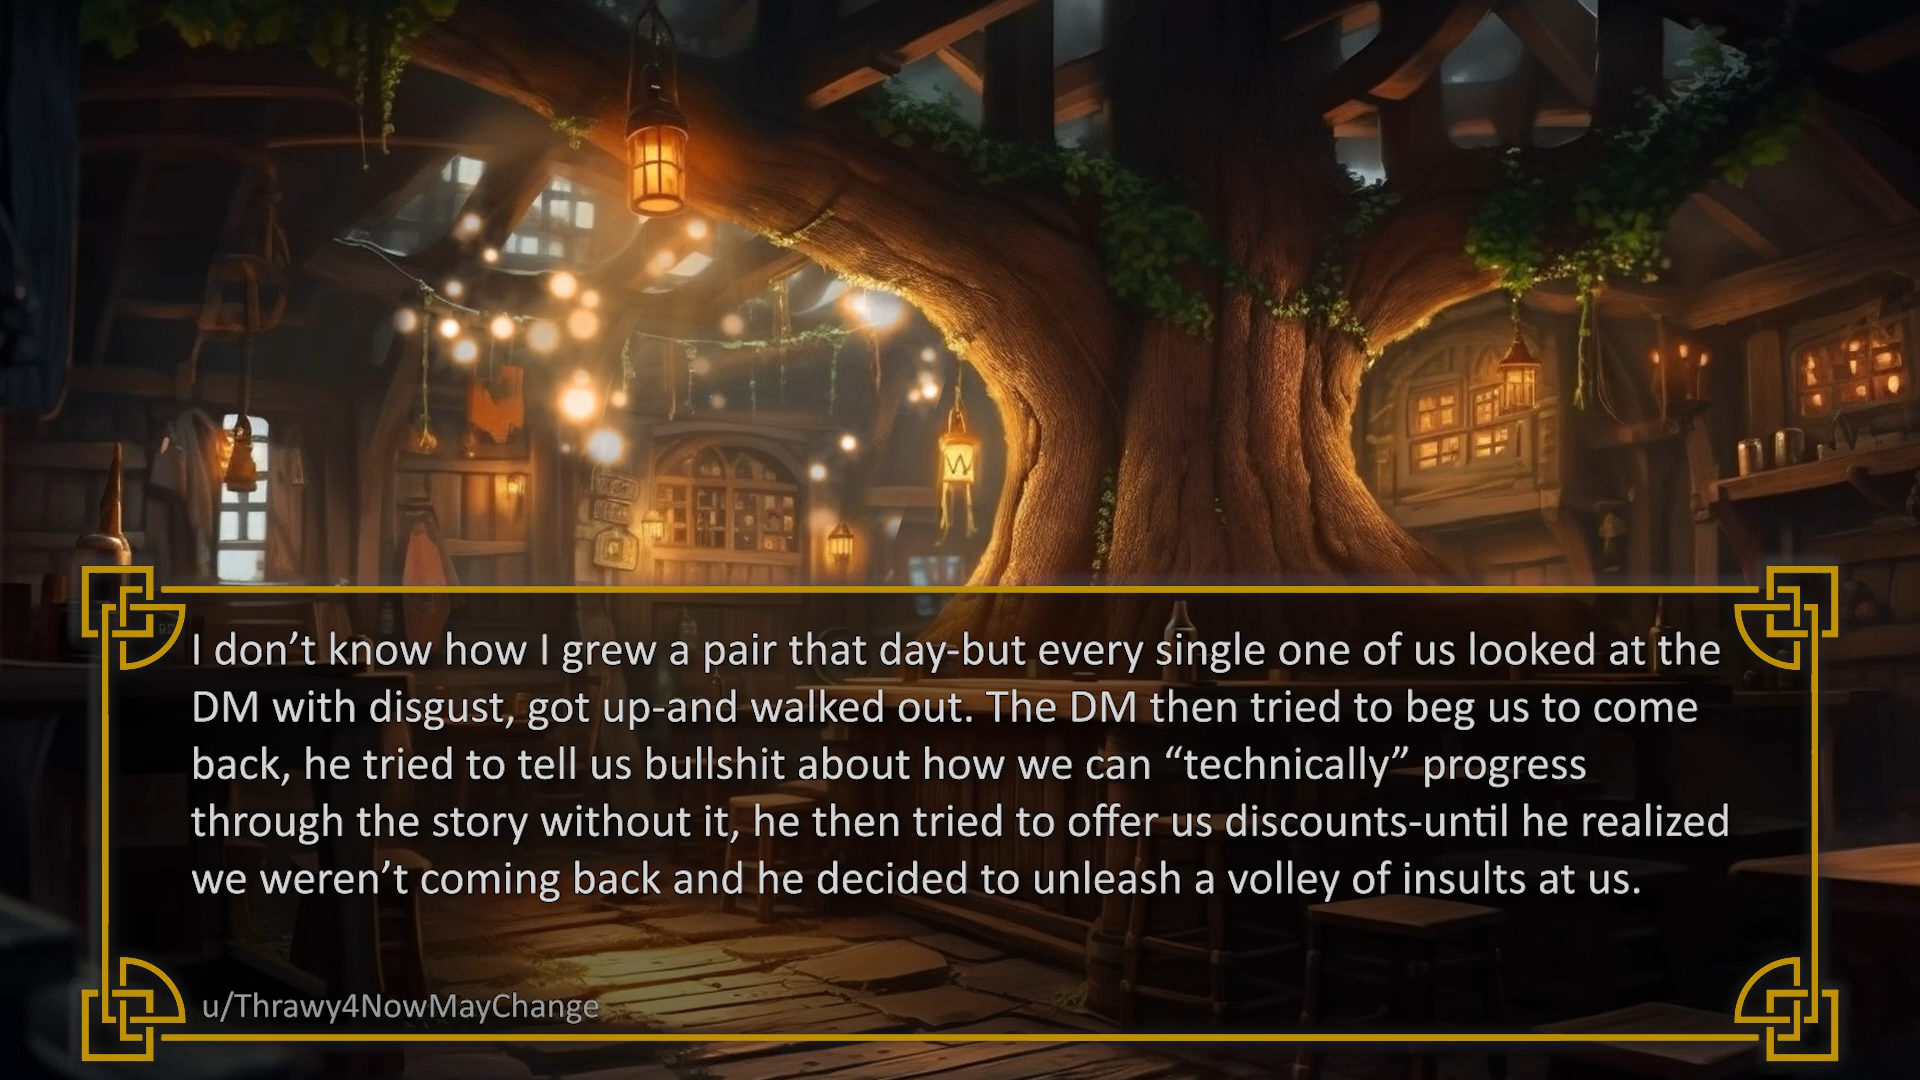 W
I don’t know how I grew a pair that day-but every single one of us looked at the
DM with disgust, got up-and walked out. The DM then tried to beg us to come
back, he tried to tell us bullshit about how we can “technically” progress
through the story without it, he then tried to offer us discounts-until he realized
we weren’t coming back and he decided to unleash a volley of insults at us.
u/Thrawy4NowMayChange